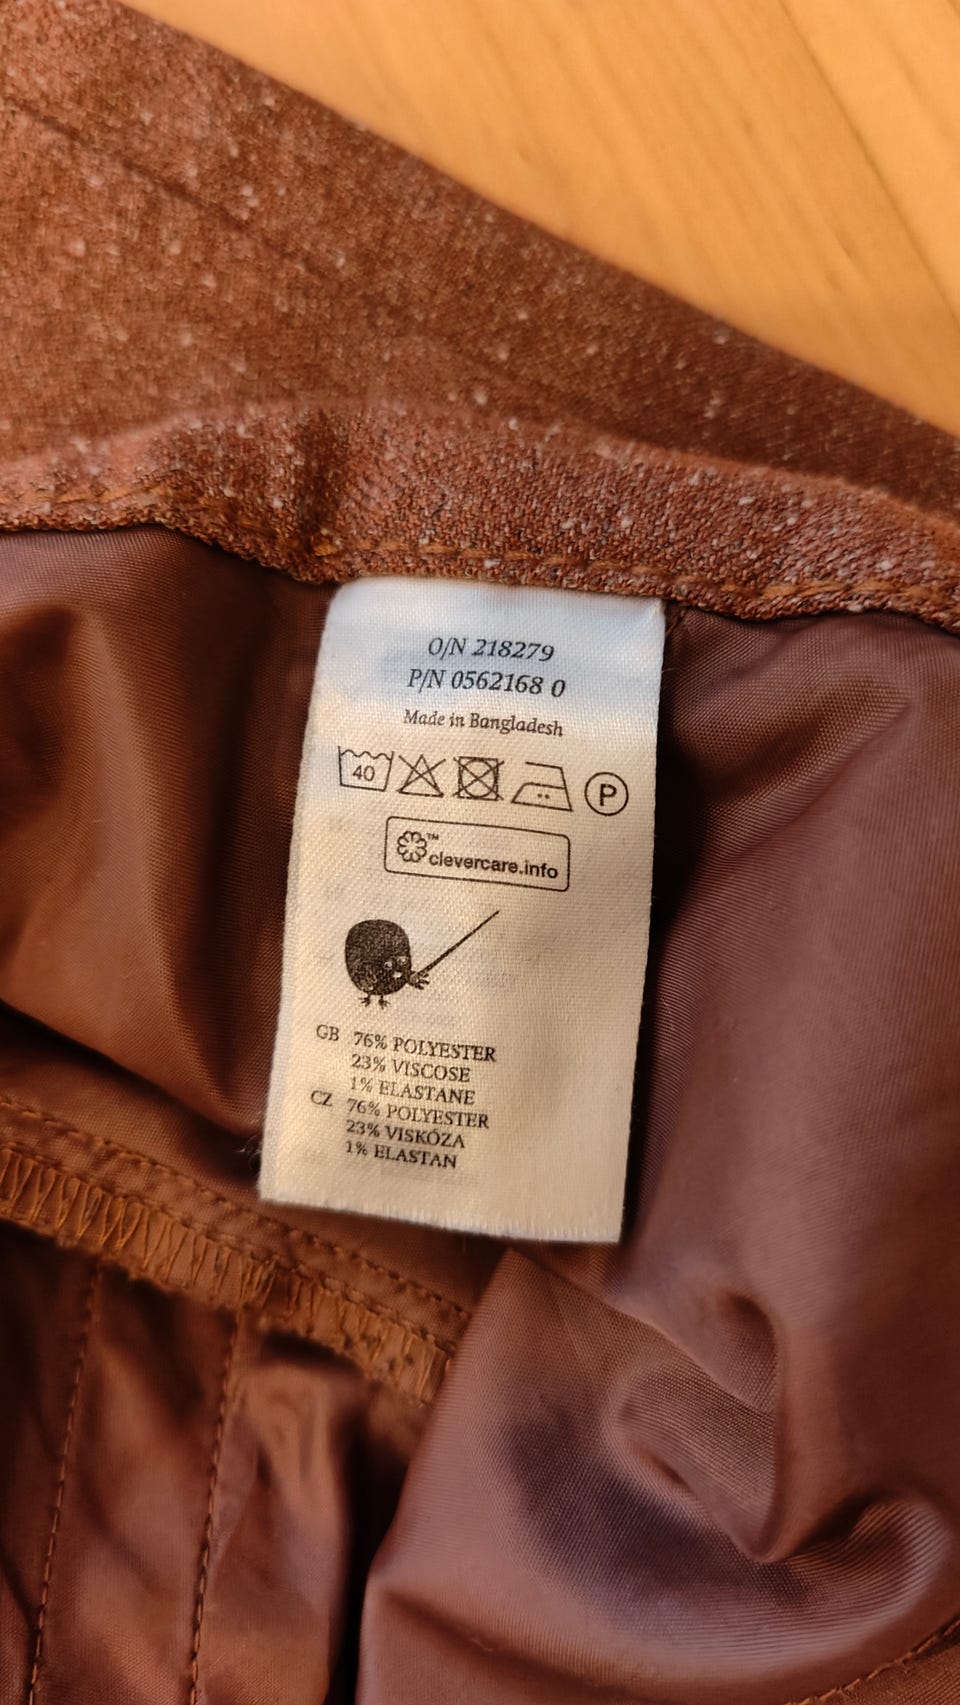 O/N 218279
P/N 0562168 0
Made in Bangladesh
40 P
™
clevercare.info
GB 76% POLYESTER
23% VISCOSE
1% ELASTANE
CZ 76% POLYESTER
23% VISKÓZA
1% ELASTAN